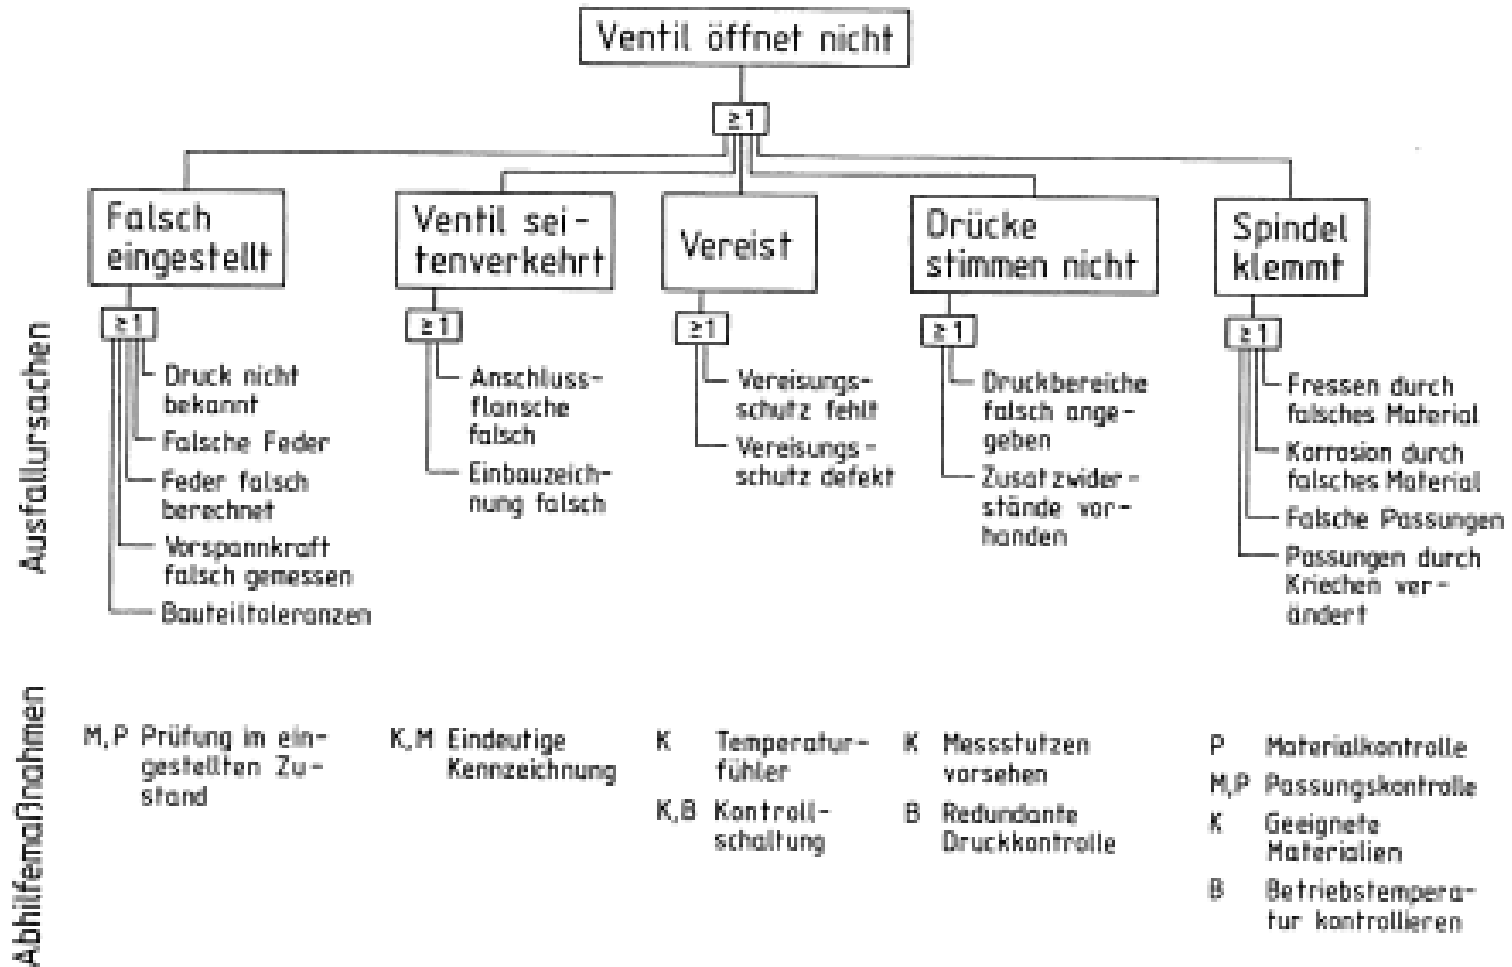 Ventil öffnet nicht
≥1
Falsch
eingestellt
Ventil sei-
tenverkehrt
Vereist
Drücke
stimmen nicht
Spindel
klemmt
≥1
≥1
≥1
≥1
≥1
Ausfallursachen
Druck nicht
bekannt
Falsche Feder
Feder falsch
berechnet
Vorspannkraft
falsch gemessen
Bauteiltoleranzen
Anschluss-
flansche
falsch
Einbauzeich-
nung falsch
Vereisungs-
schutz fehlt
Vereisungs-
schutz defekt
Druckbereiche
falsch ange-
geben
Zusatzwider-
stände vor-
handen
Fressen durch
falsches Material
Korrosion durch
falsches Material
Falsche Passungen
Passungen durch
Kriechen ver-
ändert
Abhilfemaßnahmen
M,P Prüfung im ein-
gestellten Zu-
stand
K,M Eindeutige
Kennzeichnung
K Temperatur-
fühler
K,B Kontroll-
schaltung
K Messstutzen
vorsehen
B Redundante
Druckkontrolle
P Materialkontrolle
M,P Passungskontrolle
K Geeignete
Materialien
B Betriebstempera-
tur kontrollieren